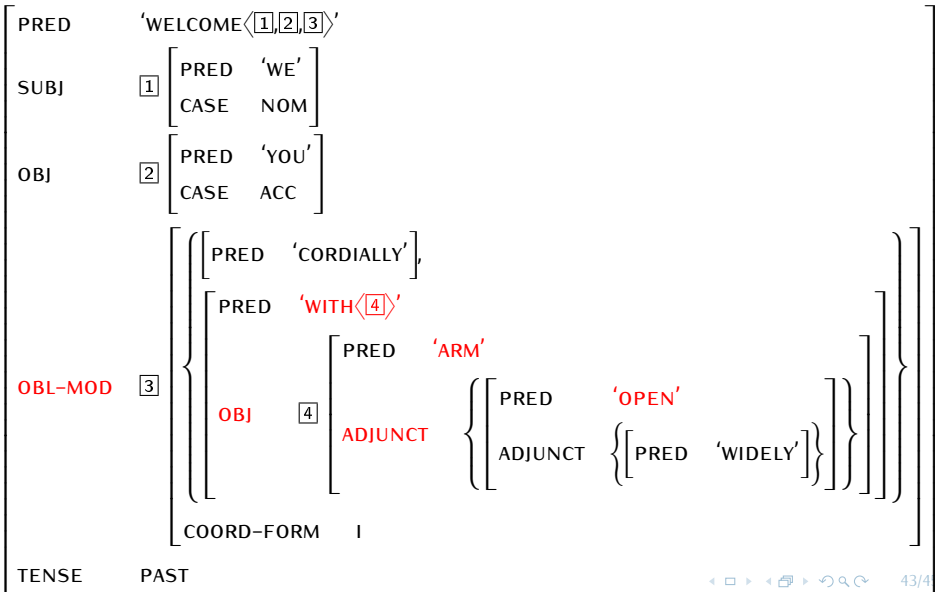 PRED 'WELCOME⟨1,2,3⟩'
PRED 'WE'
SUBJ 1
CASE NOM
PRED 'YOU'
OBJ 2
CASE ACC
PRED 'CORDIALLY',
PRED 'WITH⟨4⟩'
PRED 'ARM'
OBL-MOD 3
PRED 'OPEN'
OBJ 4
ADJUNCT
ADJUNCT PRED 'WIDELY'
COORD-FORM I
TENSE PAST
43/4